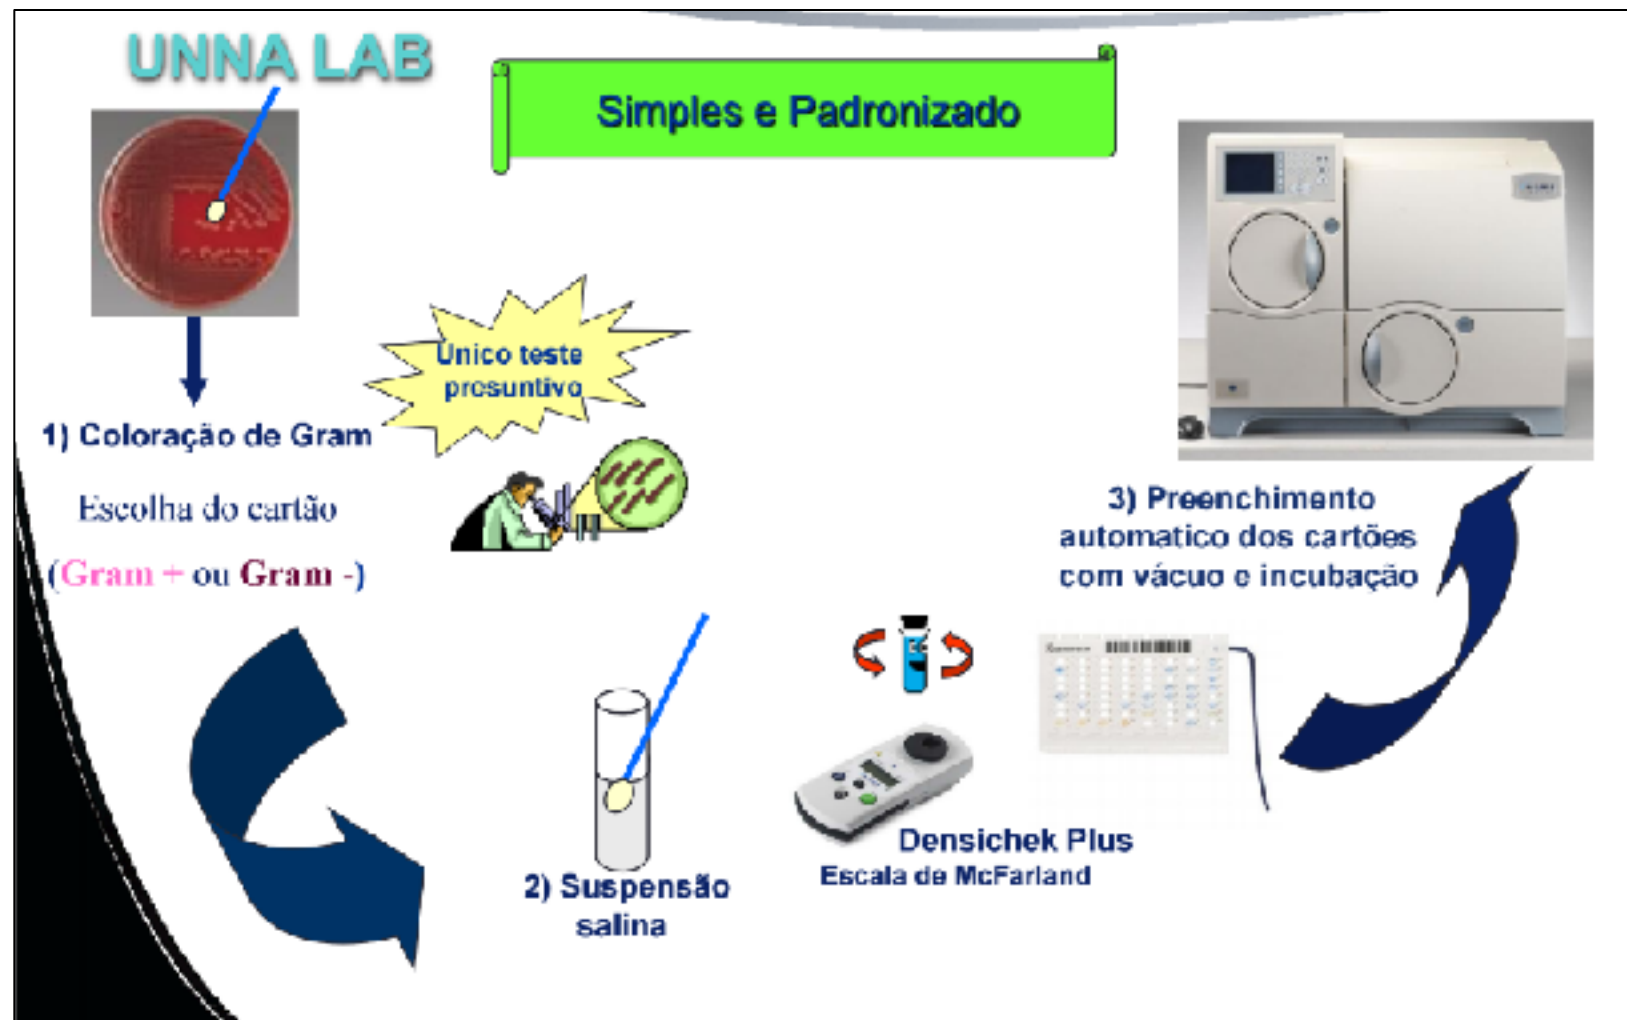 UNNA LAB
Simples e Padronizado
Único teste
presuntivo
1) Coloração de Gram
Escolha do cartão
(Gram + ou Gram -)
2) Suspensão
salina
Densichek Plus
Escala de McFarland
3) Preenchimento
automatico dos cartões
com vácuo e incubação